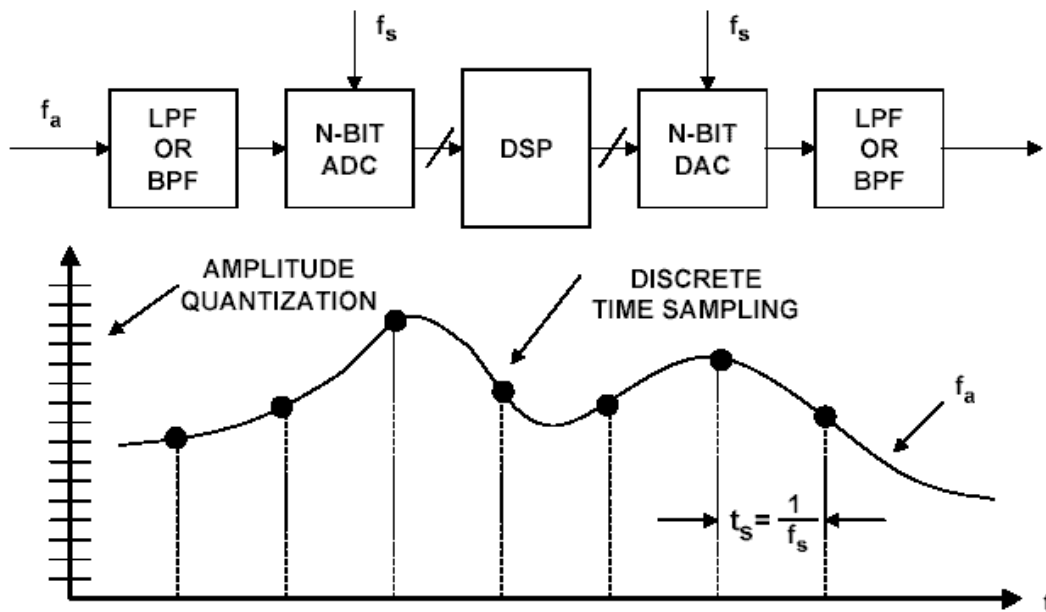 fs
fs
fa
LPF
OR
BPF
N-BIT
ADC
DSP
N-BIT
DAC
LPF
OR
BPF
AMPLITUDE
QUANTIZATION
DISCRETE
TIME SAMPLING
fa
ts = 1/fs
t